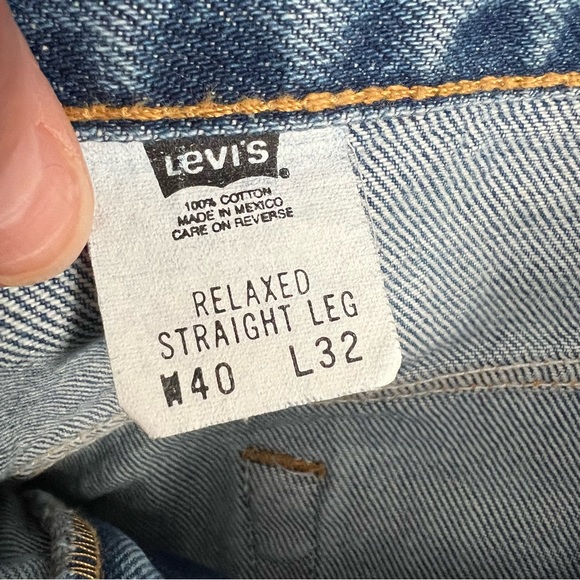 Levi's
100% COTTON
MADE IN MEXICO
CARE ON REVERSE
RELAXED
STRAIGHT LEG
W40 L32